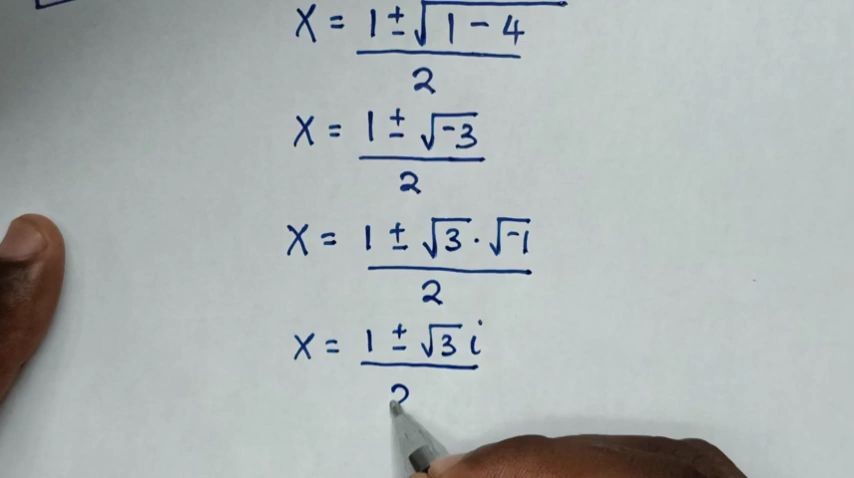 x = 1 ± √1 - 4
2
x = 1 ± √-3
2
x = 1 ± √3 · √-1
2
x = 1 ± √3 i
2